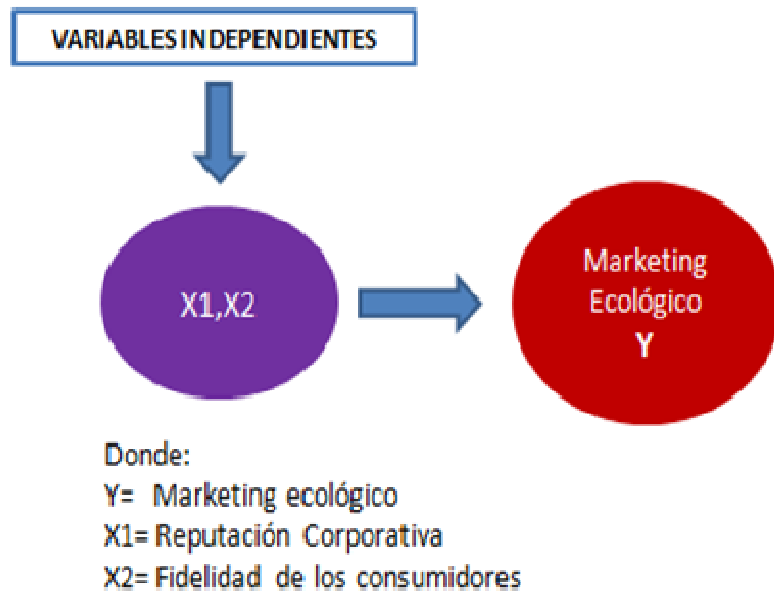 VARIABLES INDEPENDIENTES
X1,X2
Marketing
Ecológico
Y
Donde:
Y= Marketing ecológico
X1= Reputación Corporativa
X2= Fidelidad de los consumidores